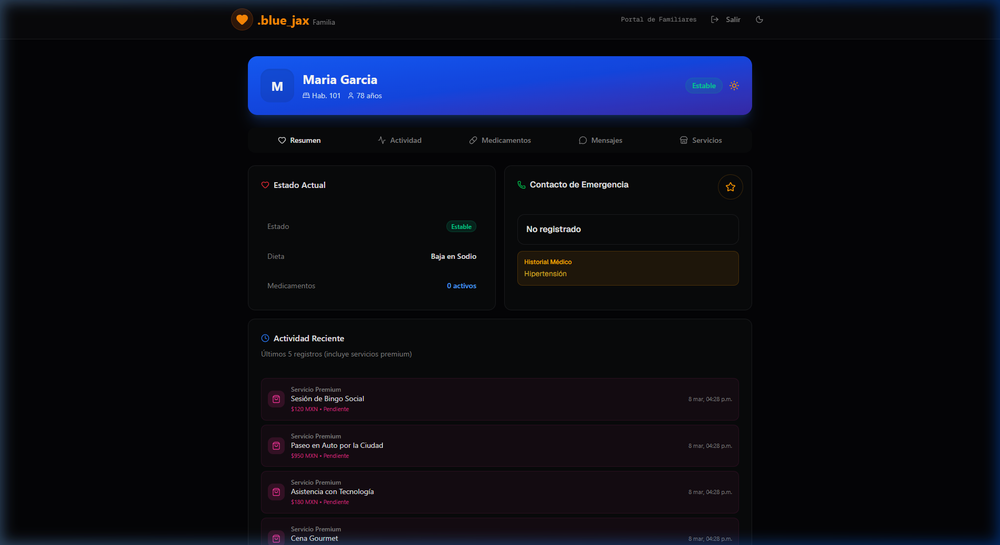 .blue_jax Familia
Portal de Familiares
Salir
M
Maria Garcia
Hab. 101 78 años
Estable
Resumen
Actividad
Medicamentos
Mensajes
Servicios
Estado Actual
Estado
Estable
Dieta
Baja en Sodio
Medicamentos
0 activos
Contacto de Emergencia
No registrado
Historial Médico
Hipertensión
Actividad Reciente
Últimos 5 registros (incluye servicios premium)
Servicio Premium
Sesión de Bingo Social
$120 MXN • Pendiente
8 mar, 04:28 p.m.
Servicio Premium
Paseo en Auto por la Ciudad
$950 MXN • Pendiente
8 mar, 04:28 p.m.
Servicio Premium
Asistencia con Tecnología
$180 MXN • Pendiente
8 mar, 04:28 p.m.
Servicio Premium
Cena Gourmet
8 mar, 04:28 p.m.